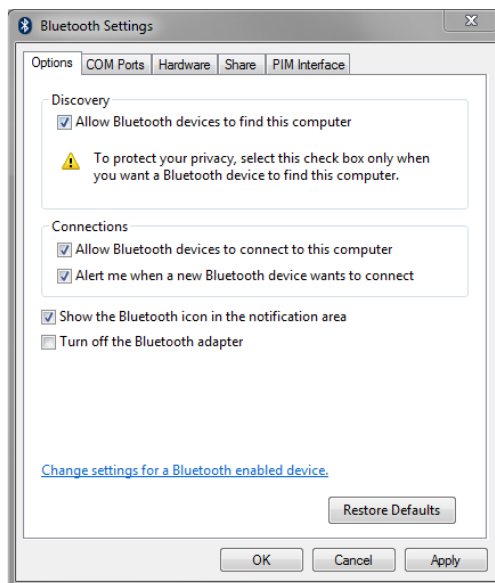 Bluetooth Settings
Options COM Ports Hardware Share PIM Interface
Discovery
Allow Bluetooth devices to find this computer
To protect your privacy, select this check box only when
you want a Bluetooth device to find this computer.
Connections
Allow Bluetooth devices to connect to this computer
Alert me when a new Bluetooth device wants to connect
Show the Bluetooth icon in the notification area
Turn off the Bluetooth adapter
Change settings for a Bluetooth enabled device.
Restore Defaults
OK Cancel Apply